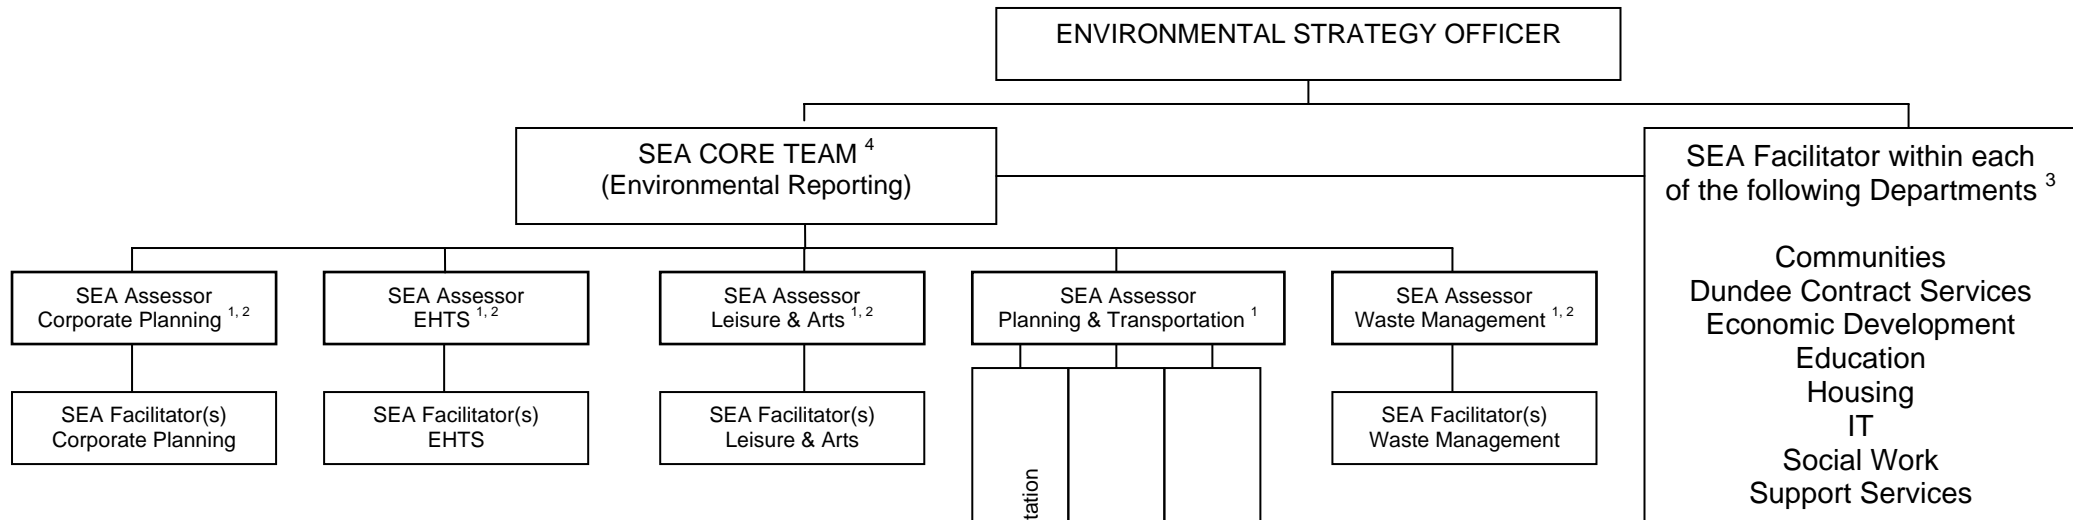 ENVIRONMENTAL STRATEGY OFFICER
SEA CORE TEAM 4
(Environmental Reporting)
SEA Facilitator within each
of the following Departments 3
Communities
Dundee Contract Services
Economic Development
Education
Housing
IT
Social Work
Support Services
SEA Assessor
Corporate Planning 1, 2
SEA Assessor
EHTS 1, 2
SEA Assessor
Leisure & Arts 1, 2
SEA Assessor
Planning & Transportation 1
SEA Assessor
Waste Management 1, 2
SEA Facilitator(s)
Corporate Planning
SEA Facilitator(s)
EHTS
SEA Facilitator(s)
Leisure & Arts
tation
SEA Facilitator(s)
Waste Management